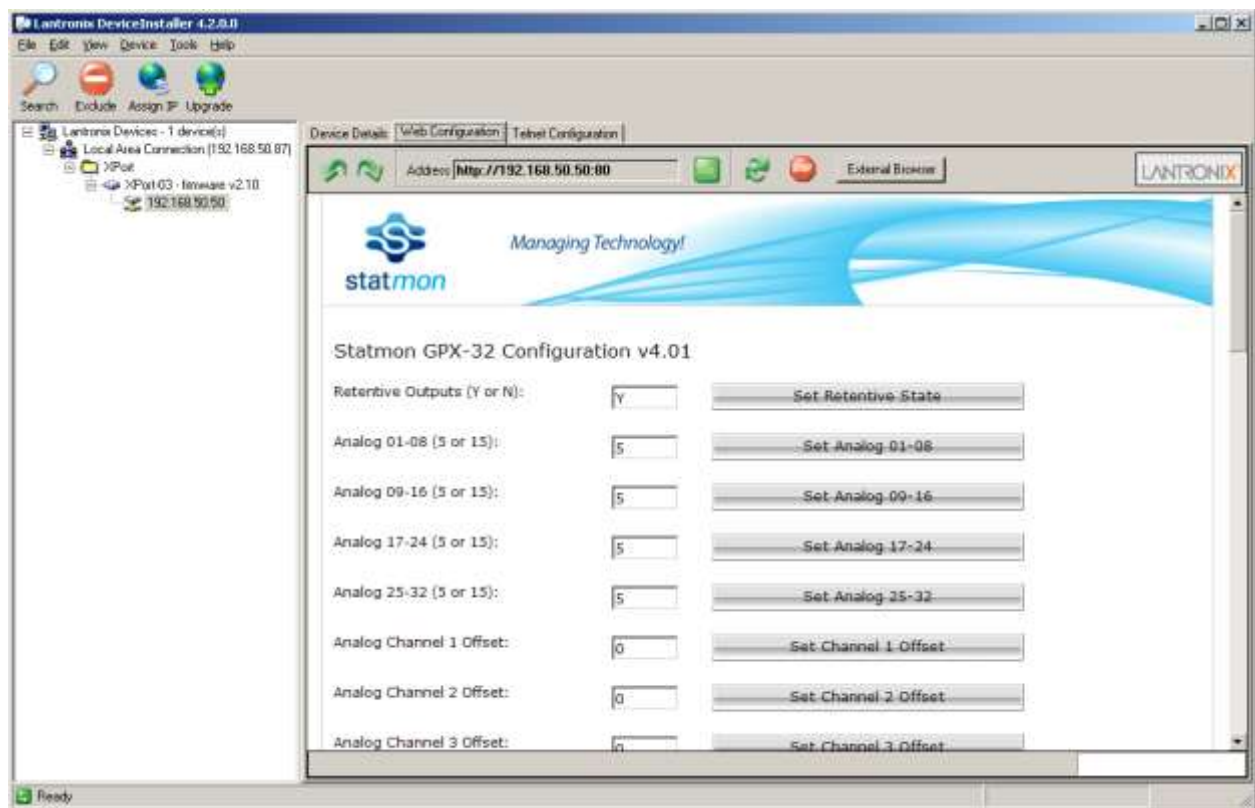 Lantronix DeviceInstaller 4.2.0.0
File Edit View Device Tools Help
Search Exclude Assign IP Upgrade
Lantronix Devices - 1 device(s)
Local Area Connection (192.168.50.87)
XPort
XPort-03 - firmware v2.10
192.168.50.50
Device Details Web Configuration Telnet Configuration
Address http://192.168.50.50:80 External Browser LANTRONIX
Managing Technology!
statmon
Statmon GPX-32 Configuration v4.01
Retentive Outputs (Y or N): Y Set Retentive State
Analog 01-08 (5 or 15): 5 Set Analog 01-08
Analog 09-16 (5 or 15): 5 Set Analog 09-16
Analog 17-24 (5 or 15): 5 Set Analog 17-24
Analog 25-32 (5 or 15): 5 Set Analog 25-32
Analog Channel 1 Offset: 0 Set Channel 1 Offset
Analog Channel 2 Offset: 0 Set Channel 2 Offset
Analog Channel 3 Offset: 0 Set Channel 3 Offset
Ready